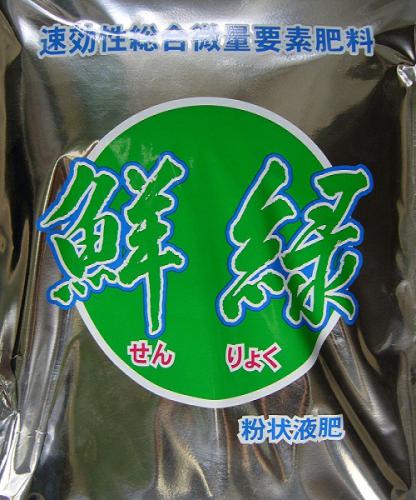 速効性総合微量要素肥料
鮮緑
せんりょく
粉状液肥